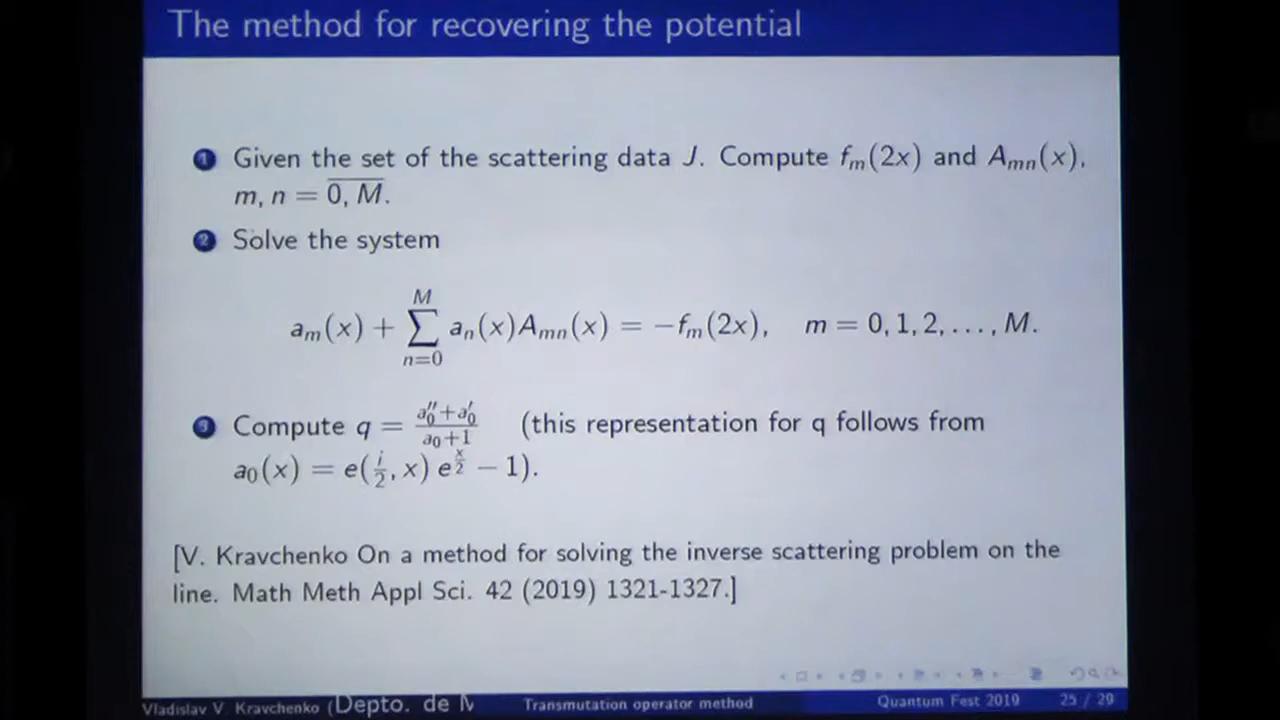 The method for recovering the potential
1 Given the set of the scattering data J. Compute f_m(2x) and A_{mn}(x),
m, n = \overline{0, M}.
2 Solve the system
a_m(x) + \sum_{n=0}^{M} a_n(x)A_{mn}(x) = −f_m(2x), m = 0, 1, 2, . . . , M.
3 Compute q = \frac{a_0''+a_0'}{a_0+1} (this representation for q follows from
a_0(x) = e(\frac{i}{2}, x) e^{\frac{x}{2}} − 1).
[V. Kravchenko On a method for solving the inverse scattering problem on the
line. Math Meth Appl Sci. 42 (2019) 1321-1327.]
Vladislav V. Kravchenko (Depto. de M Transmutation operator method Quantum Fest 2019 25 / 29